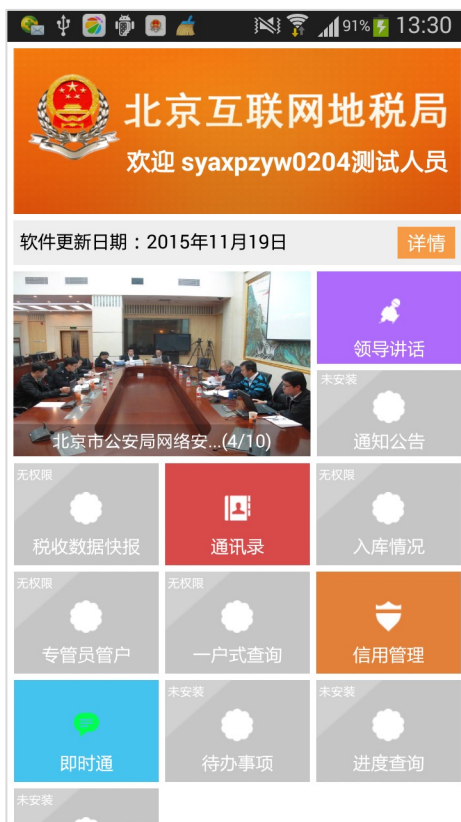 91% 13:30
北京互联网地税局
欢迎 syaxpzyw0204测试人员
软件更新日期：2015年11月19日 详情
领导讲话
北京市公安局网络安...(4/10)
未安装
通知公告
无权限
税收数据快报
通讯录
无权限
入库情况
无权限
专管员管户
无权限
一户式查询
信用管理
即时通
未安装
待办事项
未安装
进度查询
未安装